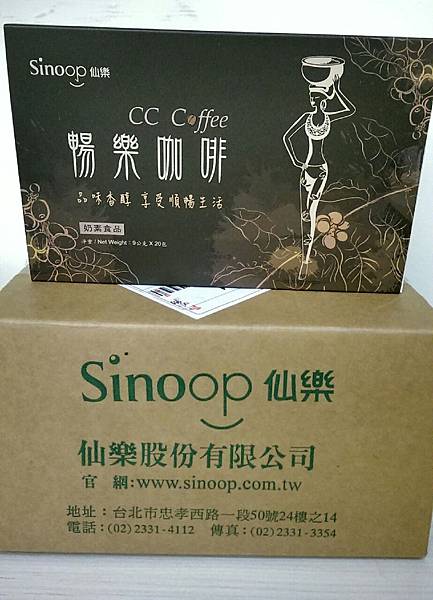 Sinoop 仙樂
CC Coffee
暢樂咖啡
品味香醇 享受順暢生活
奶素食品
淨重 / Net Weight : 9公克 X 20包
Sinoop 仙樂
仙樂股份有限公司
官 網:www.sinoop.com.tw
地址:台北市忠孝西路一段50號24樓之14
電話:(02)2331-4112 傳真:(02)2331-3354